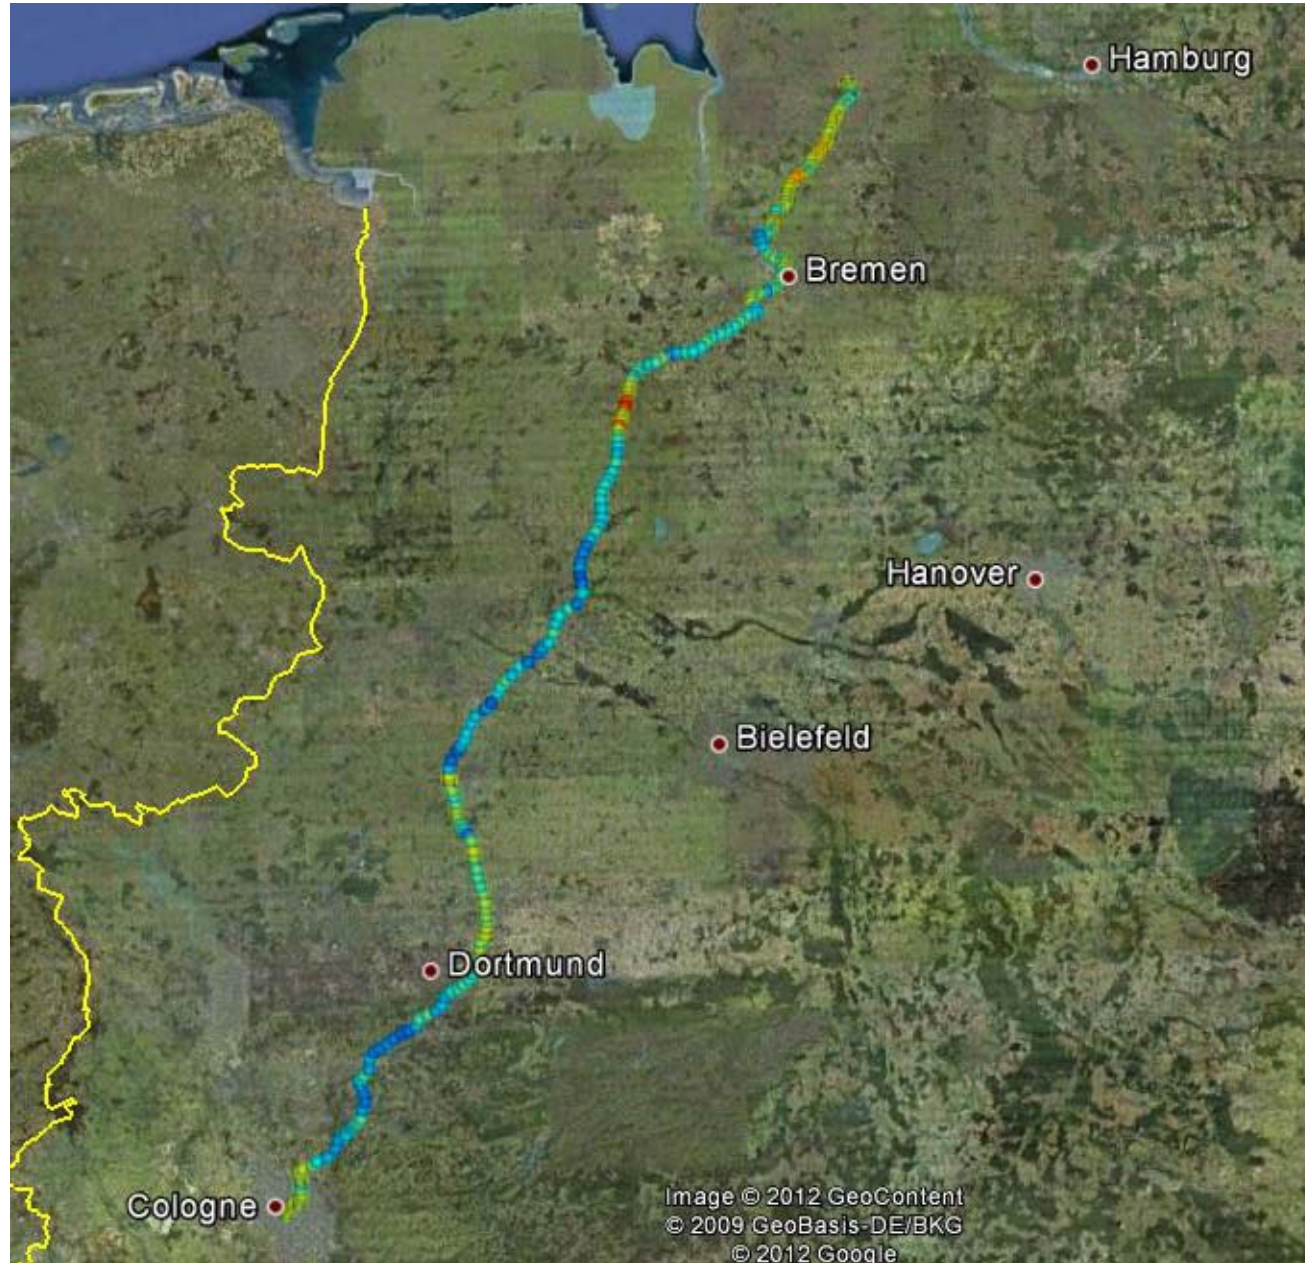 Hamburg
Bremen
Hanover
Bielefeld
Dortmund
Cologne
Image © 2012 GeoContent
© 2009 GeoBasis-DE/BKG
© 2012 Google